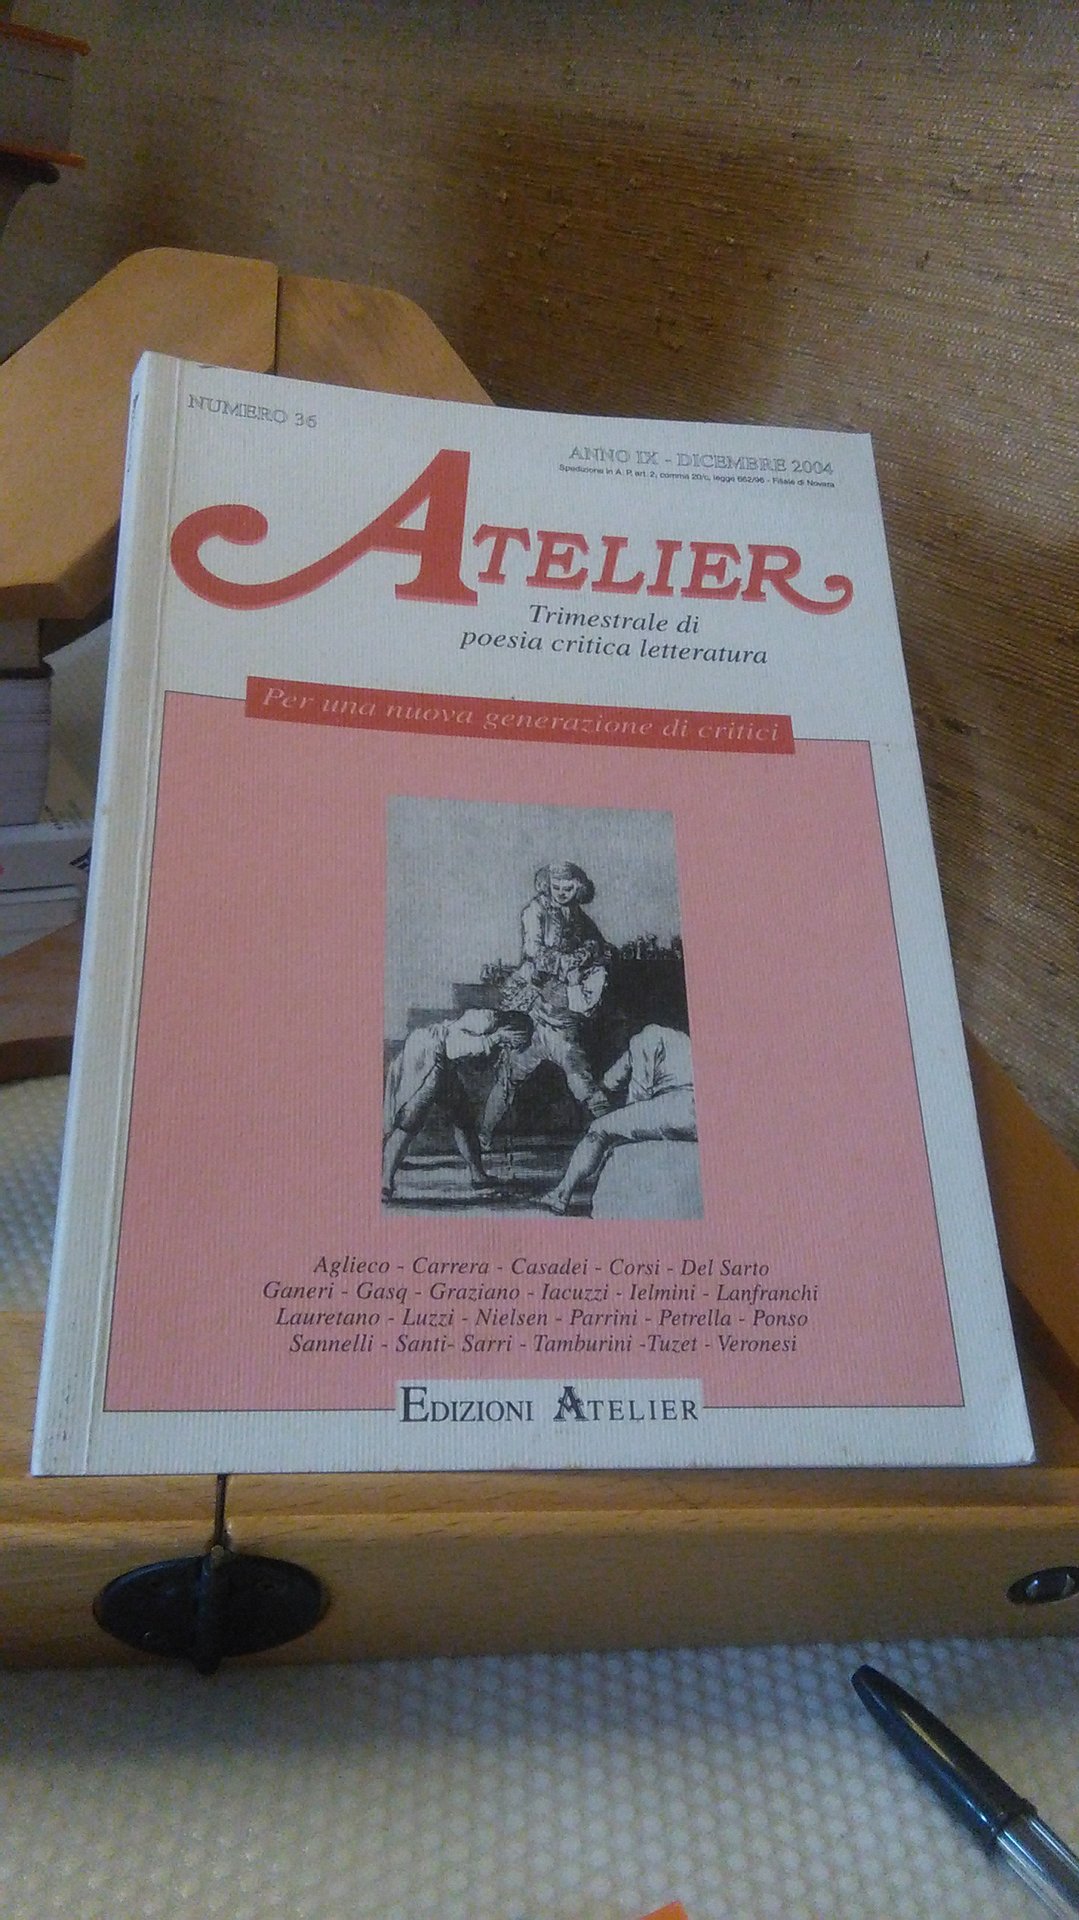 NUMERO 36
ANNO IX - DICEMBRE 2004
Spedizione in A. P. art. 2, comma 20/c, legge 662/96 - Filiale di Novara
ATELIER
Trimestrale di
poesia critica letteratura
Per una nuova generazione di critici
Aglieco - Carrera - Casadei - Corsi - Del Sarto
Ganeri - Gasq - Graziano - Iacuzzi - Ielmini - Lanfranchi
Lauretano - Luzzi - Nielsen - Parrini - Petrella - Ponso
Sannelli - Santi- Sarri - Tamburini -Tuzet - Veronesi
EDIZIONI ATELIER